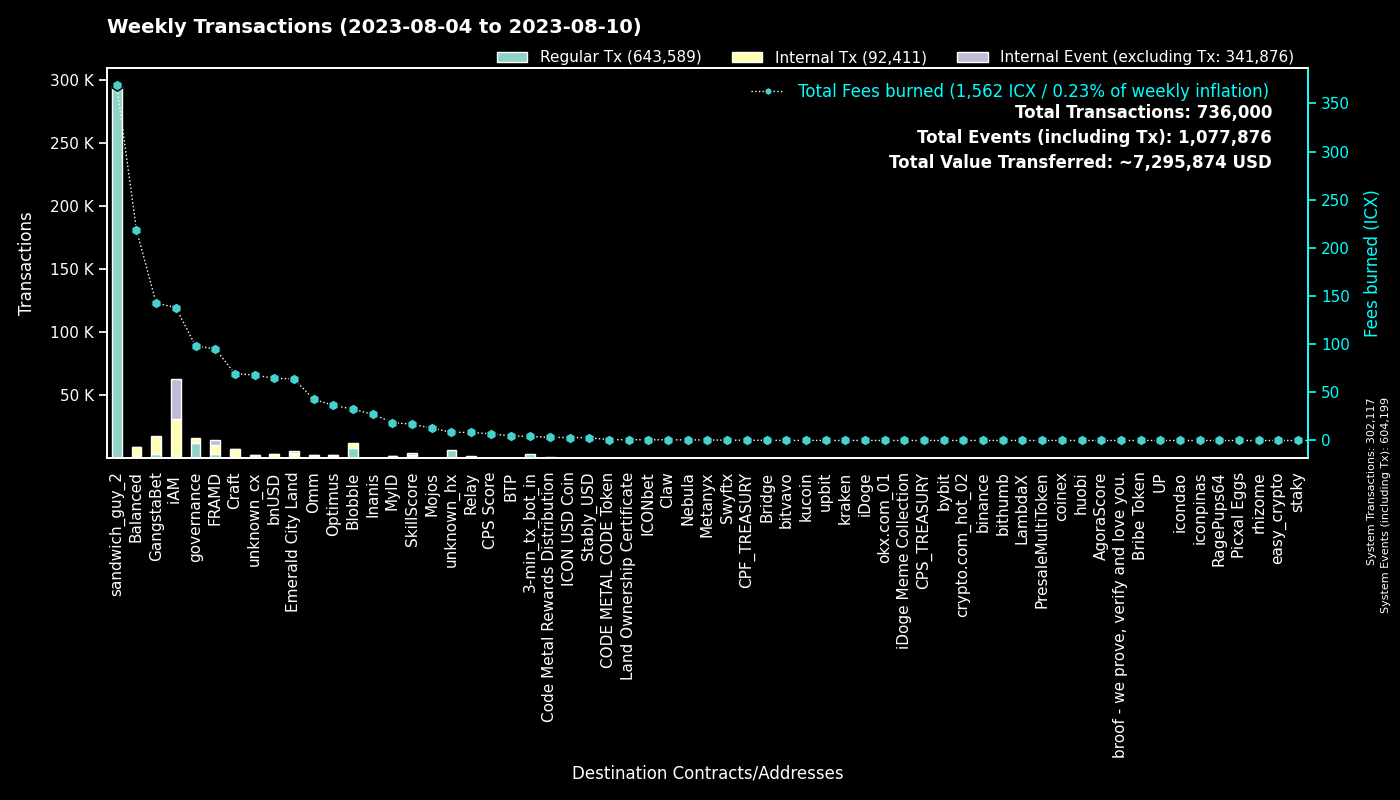 Weekly Transactions (2023-08-04 to 2023-08-10)
Regular Tx (643,589)
Internal Tx (92,411)
Internal Event (excluding Tx: 341,876)
Total Fees burned (1,562 ICX / 0.23% of weekly inflation)
Total Transactions: 736,000
Total Events (including Tx): 1,077,876
Total Value Transferred: ~7,295,874 USD
Transactions
300 K
250 K
200 K
150 K
100 K
50 K
350
300
250
200
150
100
50
0
Fees burned (ICX)
System Transactions: 302,117
System Events (including Tx): 604,199
sandwich_guy_2
Balanced
GangstaBet
iAM
governance
FRAMD
Craft
unknown_cx
bnUSD
Emerald City Land
Omm
Optimus
Blobble
Inanis
MyID
SkillScore
Mojos
unknown_hx
Relay
CPS Score
BTP
3-min_tx_bot_in
Code Metal Rewards Distribution
ICON USD Coin
Stably_USD
CODE METAL CODE Token
Land Ownership Certificate
ICONbet
Claw
Nebula
Metanyx
Swyftx
CPF_TREASURY
Bridge
bitvavo
kucoin
upbit
kraken
iDoge
okx.com_01
iDoge Meme Collection
CPS_TREASURY
bybit
crypto.com_hot_02
binance
bithumb
LambdaX
PresaleMultiToken
coinex
huobi
AgoraScore
broof - we prove, verify and love you.
Bribe Token
UP
icondao
iconpinas
RagePups64
Picxal Eggs
rhizome
easy_crypto
staky
Destination Contracts/Addresses